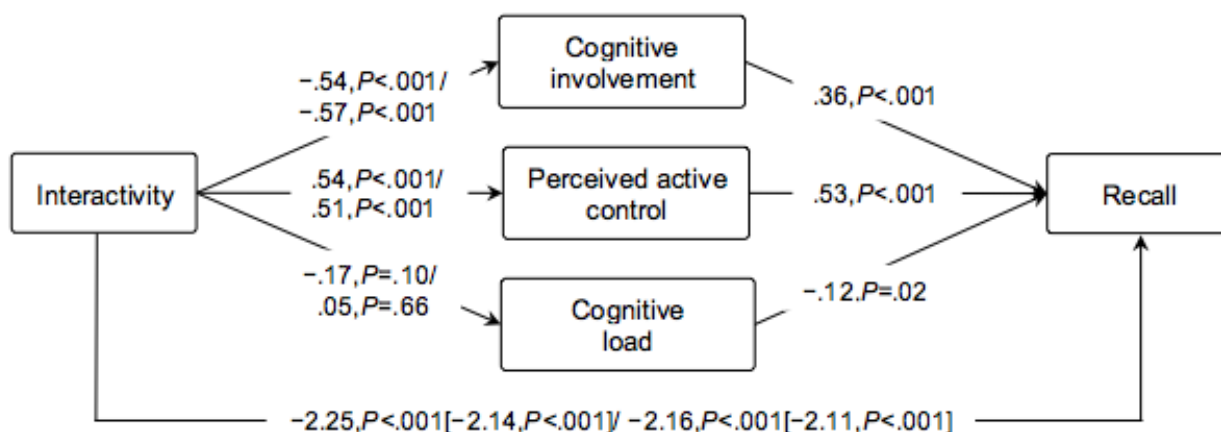 Cognitive
involvement
−.54,P<.001/
−.57,P<.001
.36,P<.001
Interactivity
.54,P<.001/
.51,P<.001
Perceived active
control
.53,P<.001
Recall
−.17,P=.10/
.05,P=.66
Cognitive
load
−.12.P=.02
−2.25,P<.001[−2.14,P<.001]/ −2.16,P<.001[−2.11,P<.001]